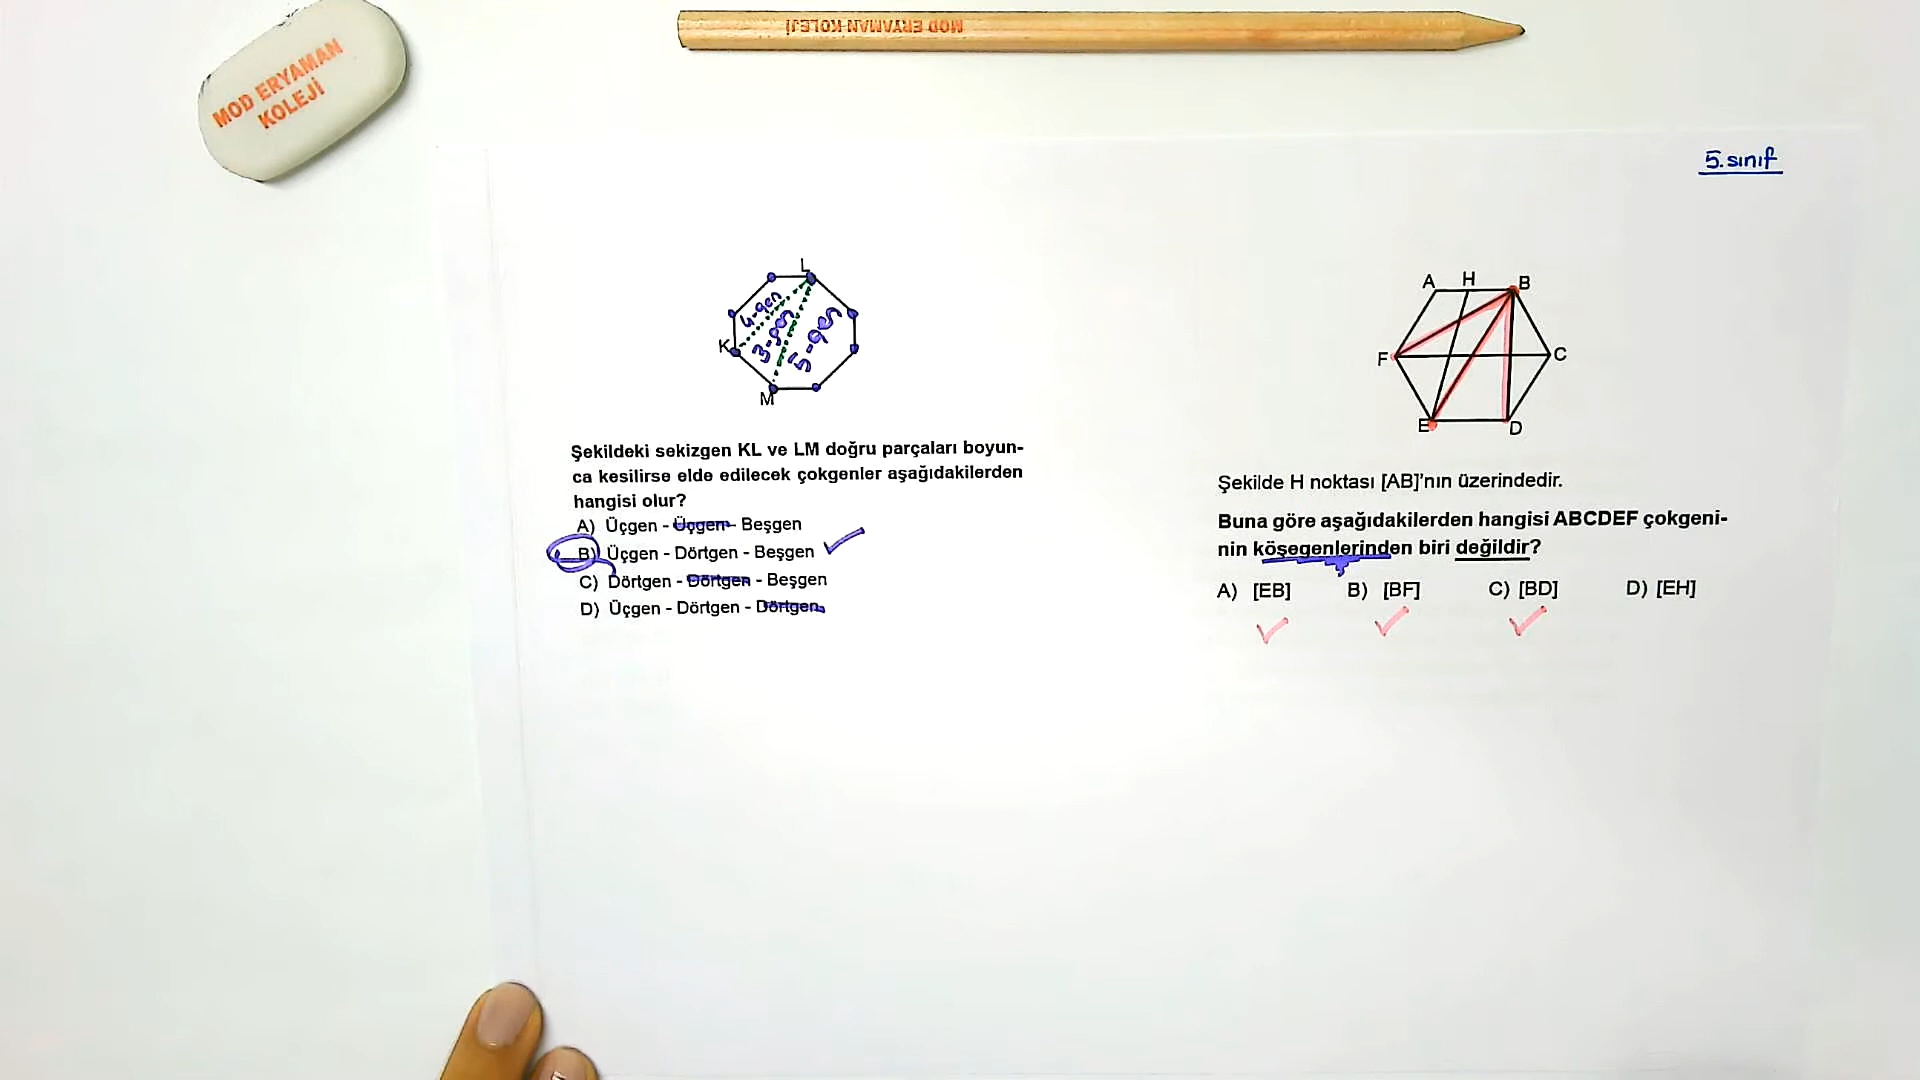 MOD ERYAMAN
KOLEJİ
MOD ERYAMAN KOLEJİ
5.sınıf
L
4-gen
3-gen
5-gen
K
M
Şekildeki sekizgen KL ve LM doğru parçaları boyun-
ca kesilirse elde edilecek çokgenler aşağıdakilerden
hangisi olur?
A) Üçgen - Üçgen - Beşgen
B) Üçgen - Dörtgen - Beşgen
C) Dörtgen - Dörtgen - Beşgen
D) Üçgen - Dörtgen - Dörtgen
A H B
F C
E D
Şekilde H noktası [AB]'nın üzerindedir.
Buna göre aşağıdakilerden hangisi ABCDEF çokgeni-
nin köşegenlerinden biri değildir?
A) [EB] B) [BF] C) [BD] D) [EH]